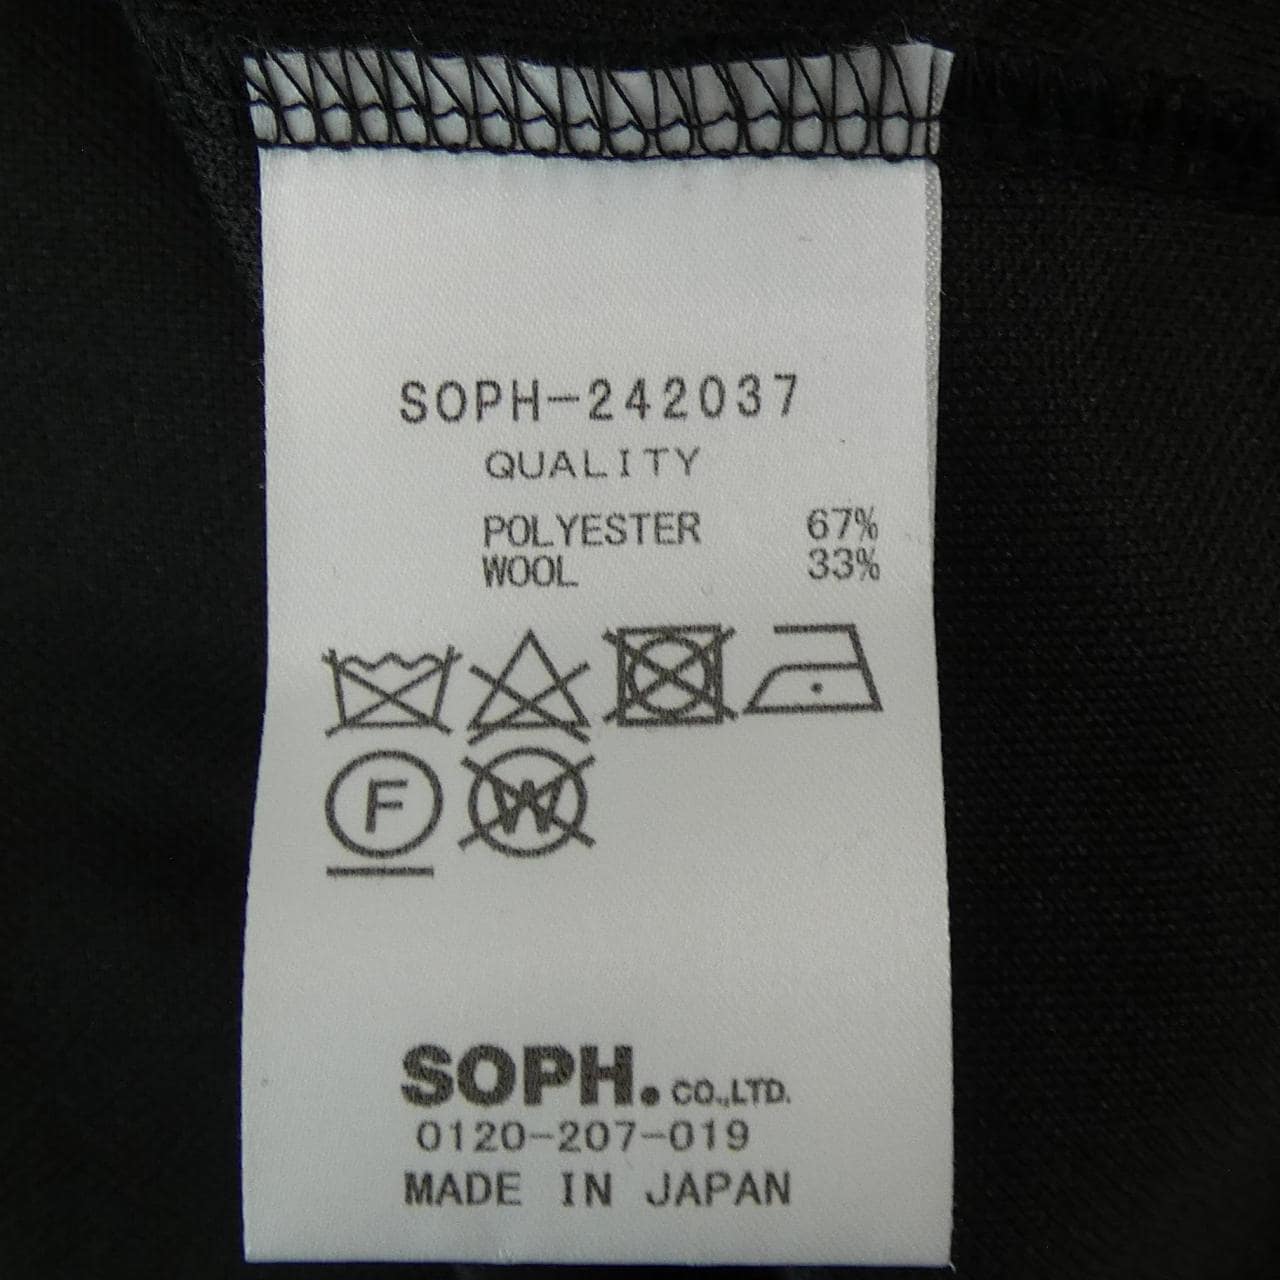 SOPH-242037
QUALITY
POLYESTER 67%
WOOL 33%
F W
SOPH. CO.,LTD.
0120-207-019
MADE IN JAPAN